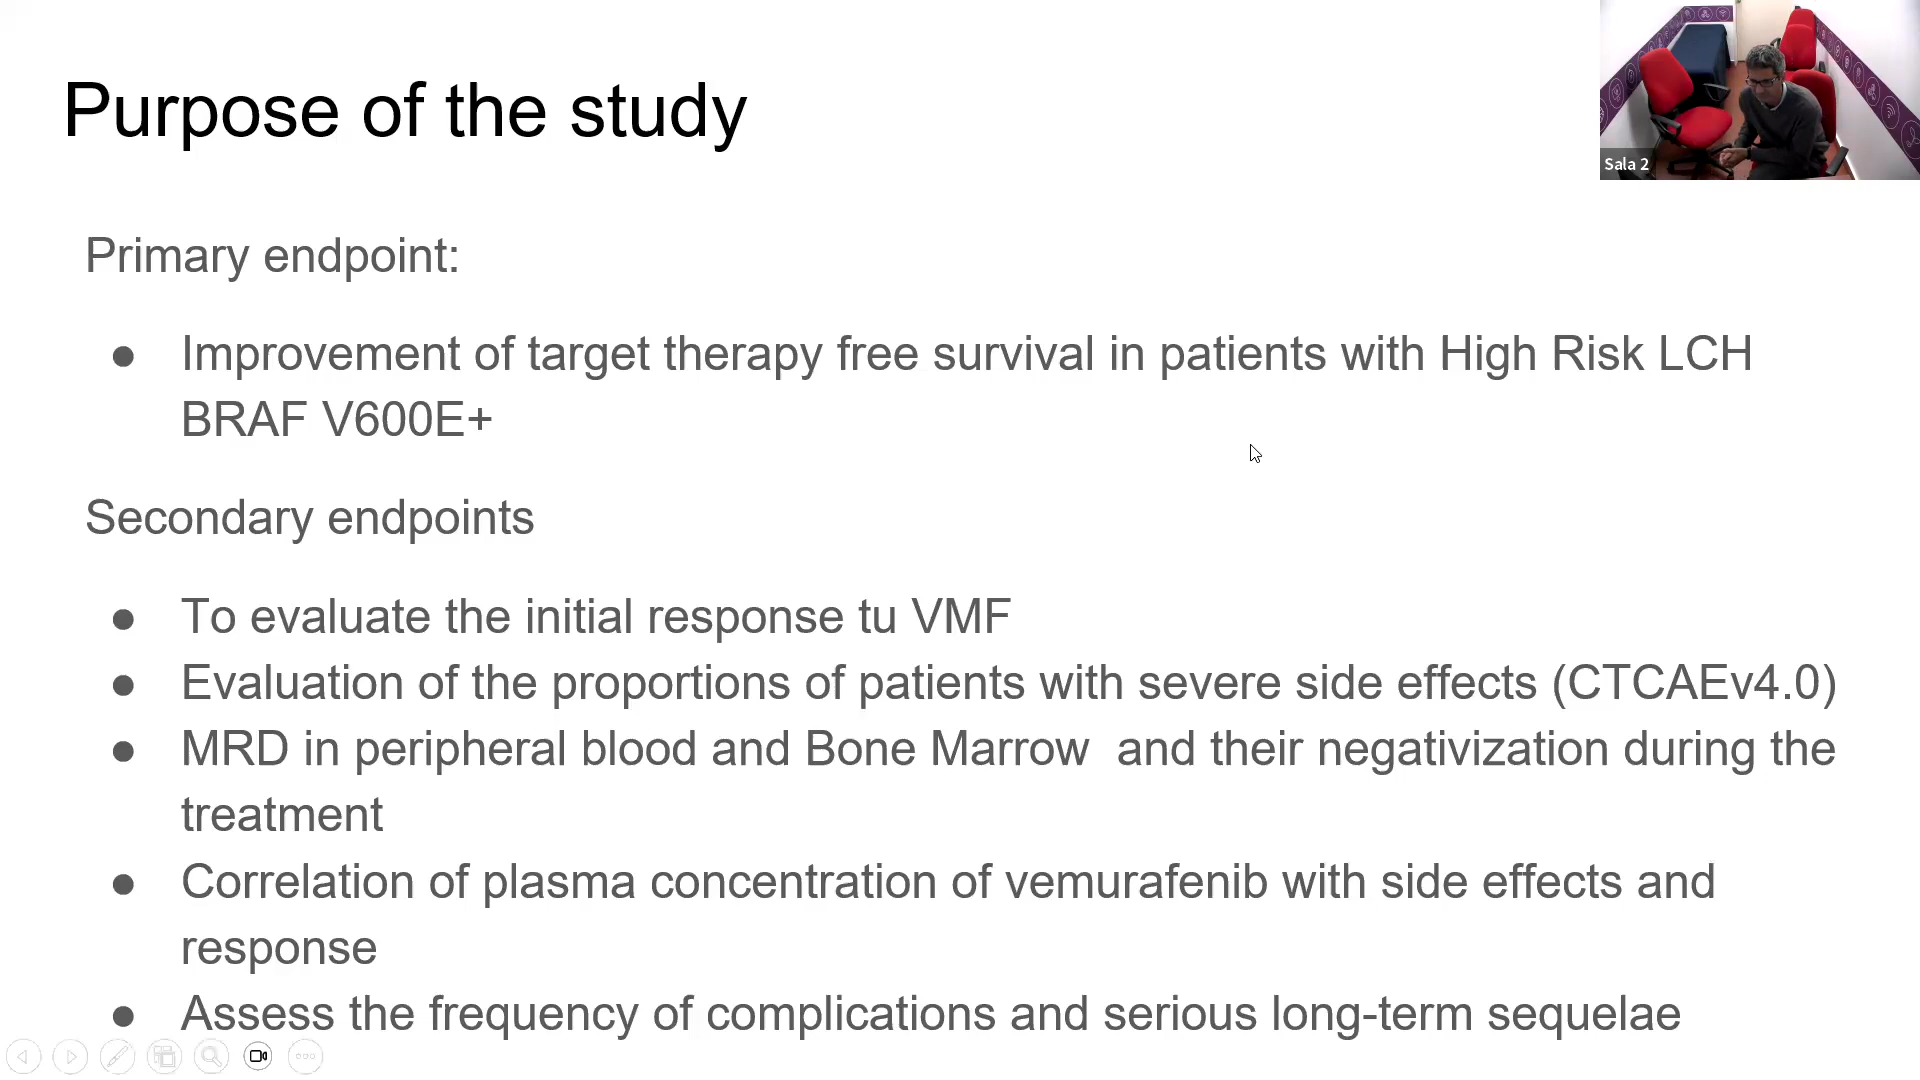 Purpose of the study
Sala 2
Primary endpoint:
● Improvement of target therapy free survival in patients with High Risk LCH
BRAF V600E+
Secondary endpoints
● To evaluate the initial response tu VMF
● Evaluation of the proportions of patients with severe side effects (CTCAEv4.0)
● MRD in peripheral blood and Bone Marrow  and their negativization during the
treatment
● Correlation of plasma concentration of vemurafenib with side effects and
response
● Assess the frequency of complications and serious long-term sequelae